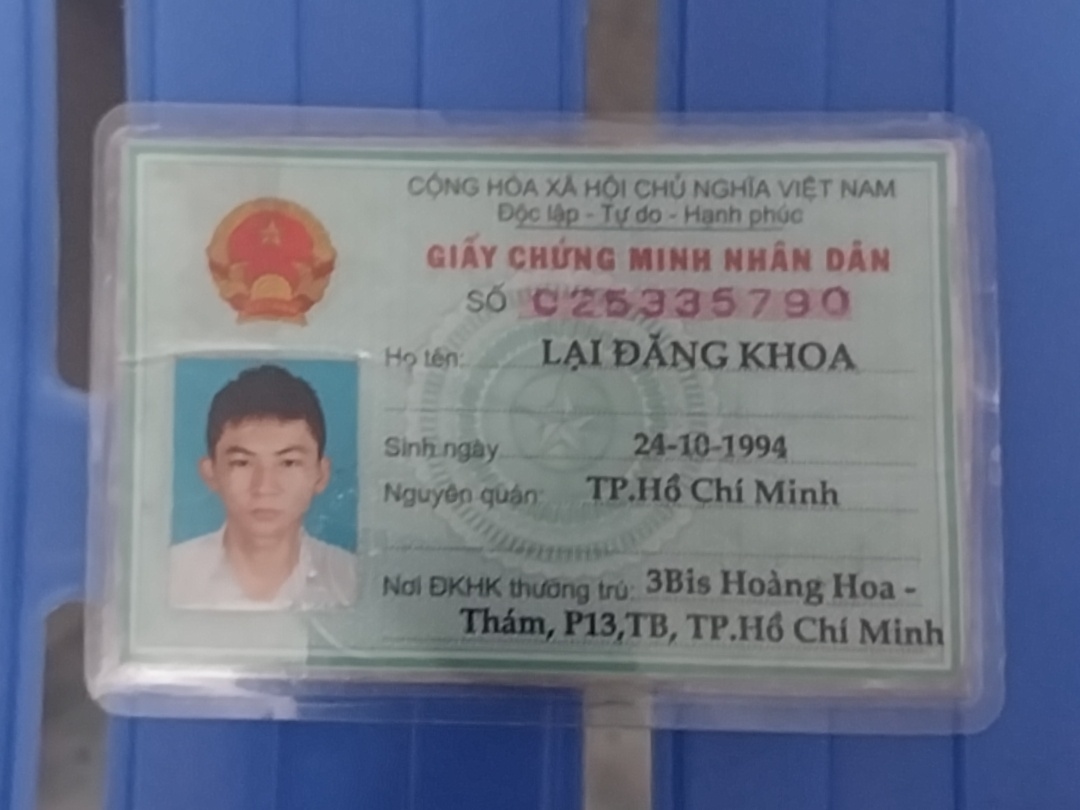 CỘNG HÒA XÃ HỘI CHỦ NGHĨA VIỆT NAM
Độc lập - Tự do - Hạnh phúc
GIẤY CHỨNG MINH NHÂN DÂN
SỐ C25335790
Họ tên: LẠI ĐĂNG KHOA
Sinh ngày 24-10-1994
Nguyên quán: TP.Hồ Chí Minh
Nơi ĐKHK thường trú: 3Bis Hoàng Hoa -
Thám, P13,TB, TP.Hồ Chí Minh